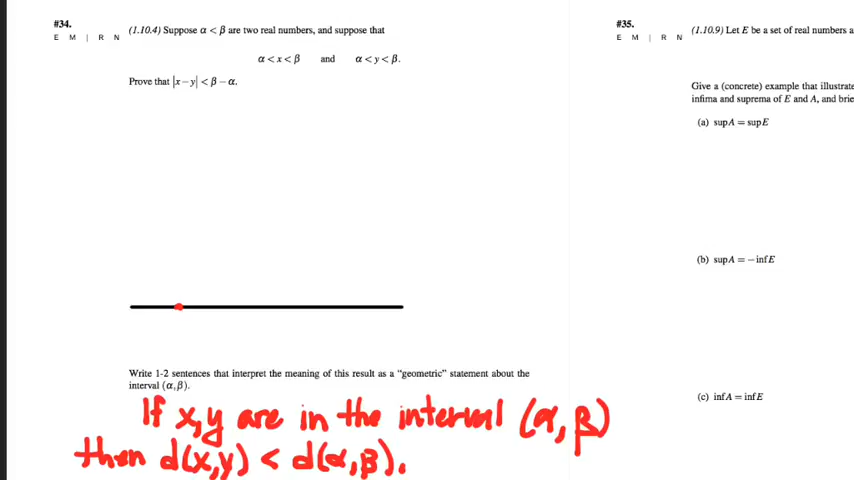 #34.
E M | R N
(1.10.4) Suppose α < β are two real numbers, and suppose that
α < x < β and α < y < β.
Prove that |x − y| < β − α.
Write 1-2 sentences that interpret the meaning of this result as a “geometric” statement about the
interval (α, β).
If x,y are in the interval (α, β)
then d(x,y) < d(α, β).
#35.
E M | R N
(1.10.9) Let E be a set of real numbers a
Give a (concrete) example that illustrate
infima and suprema of E and A, and brie
(a) sup A = sup E
(b) sup A = − inf E
(c) inf A = inf E